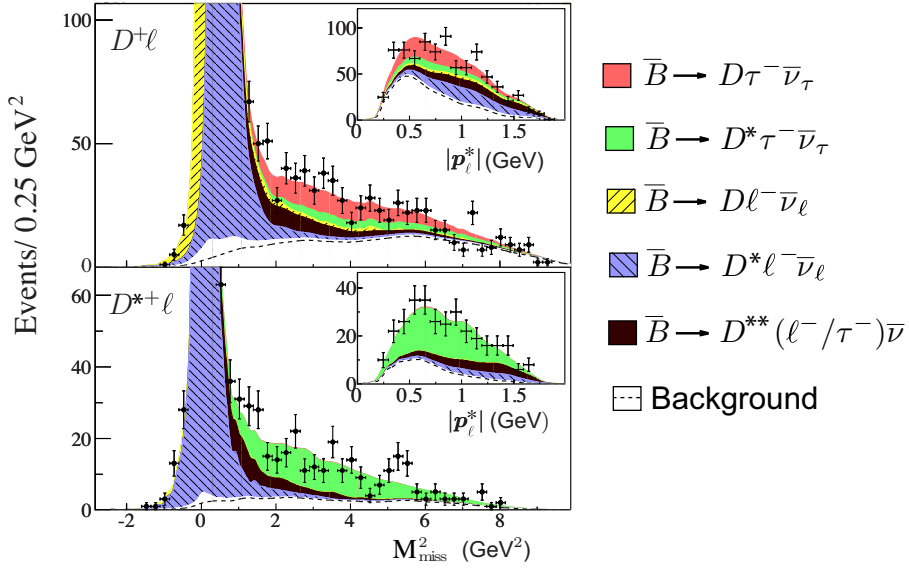 Events/ 0.25 GeV²
D⁺ℓ
100
50
0
100
50
0
0 0.5 1 1.5
|p*ℓ| (GeV)
D*⁺ℓ
60
40
20
0
40
20
0
0 0.5 1 1.5
|p*ℓ| (GeV)
-2 0 2 4 6 8
M²miss (GeV²)
B̅ → Dτ⁻ν̅τ
B̅ → D*τ⁻ν̅τ
B̅ → Dℓ⁻ν̅ℓ
B̅ → D*ℓ⁻ν̅ℓ
B̅ → D**(ℓ⁻/τ⁻)ν̅
Background